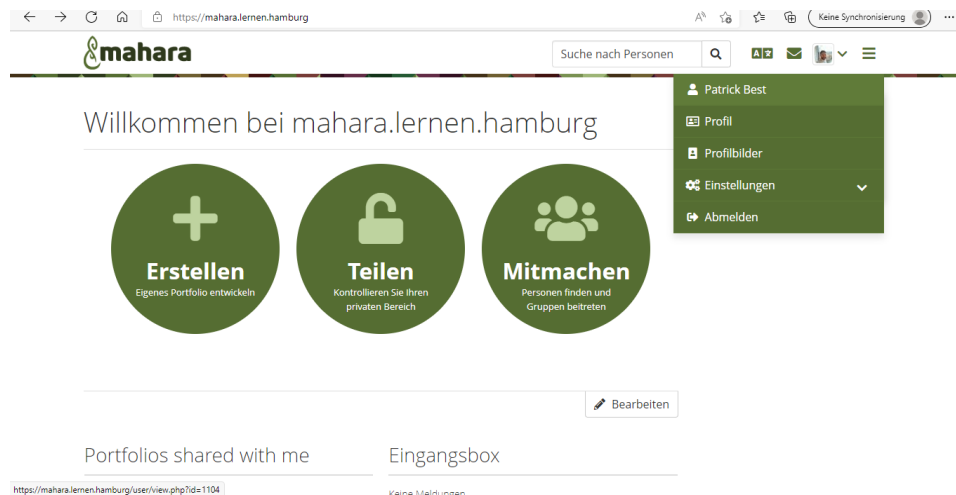 https://mahara.lernen.hamburg
Keine Synchronisierung
mahara
Suche nach Personen
Patrick Best
Profil
Profilbilder
Einstellungen
Abmelden
Willkommen bei mahara.lernen.hamburg
Erstellen
Eigenes Portfolio entwickeln
Teilen
Kontrollieren Sie Ihren
privaten Bereich
Mitmachen
Personen finden und
Gruppen beitreten
Bearbeiten
Portfolios shared with me
Eingangsbox
Keine Meldungen
https://mahara.lernen.hamburg/user/view.php?id=1104